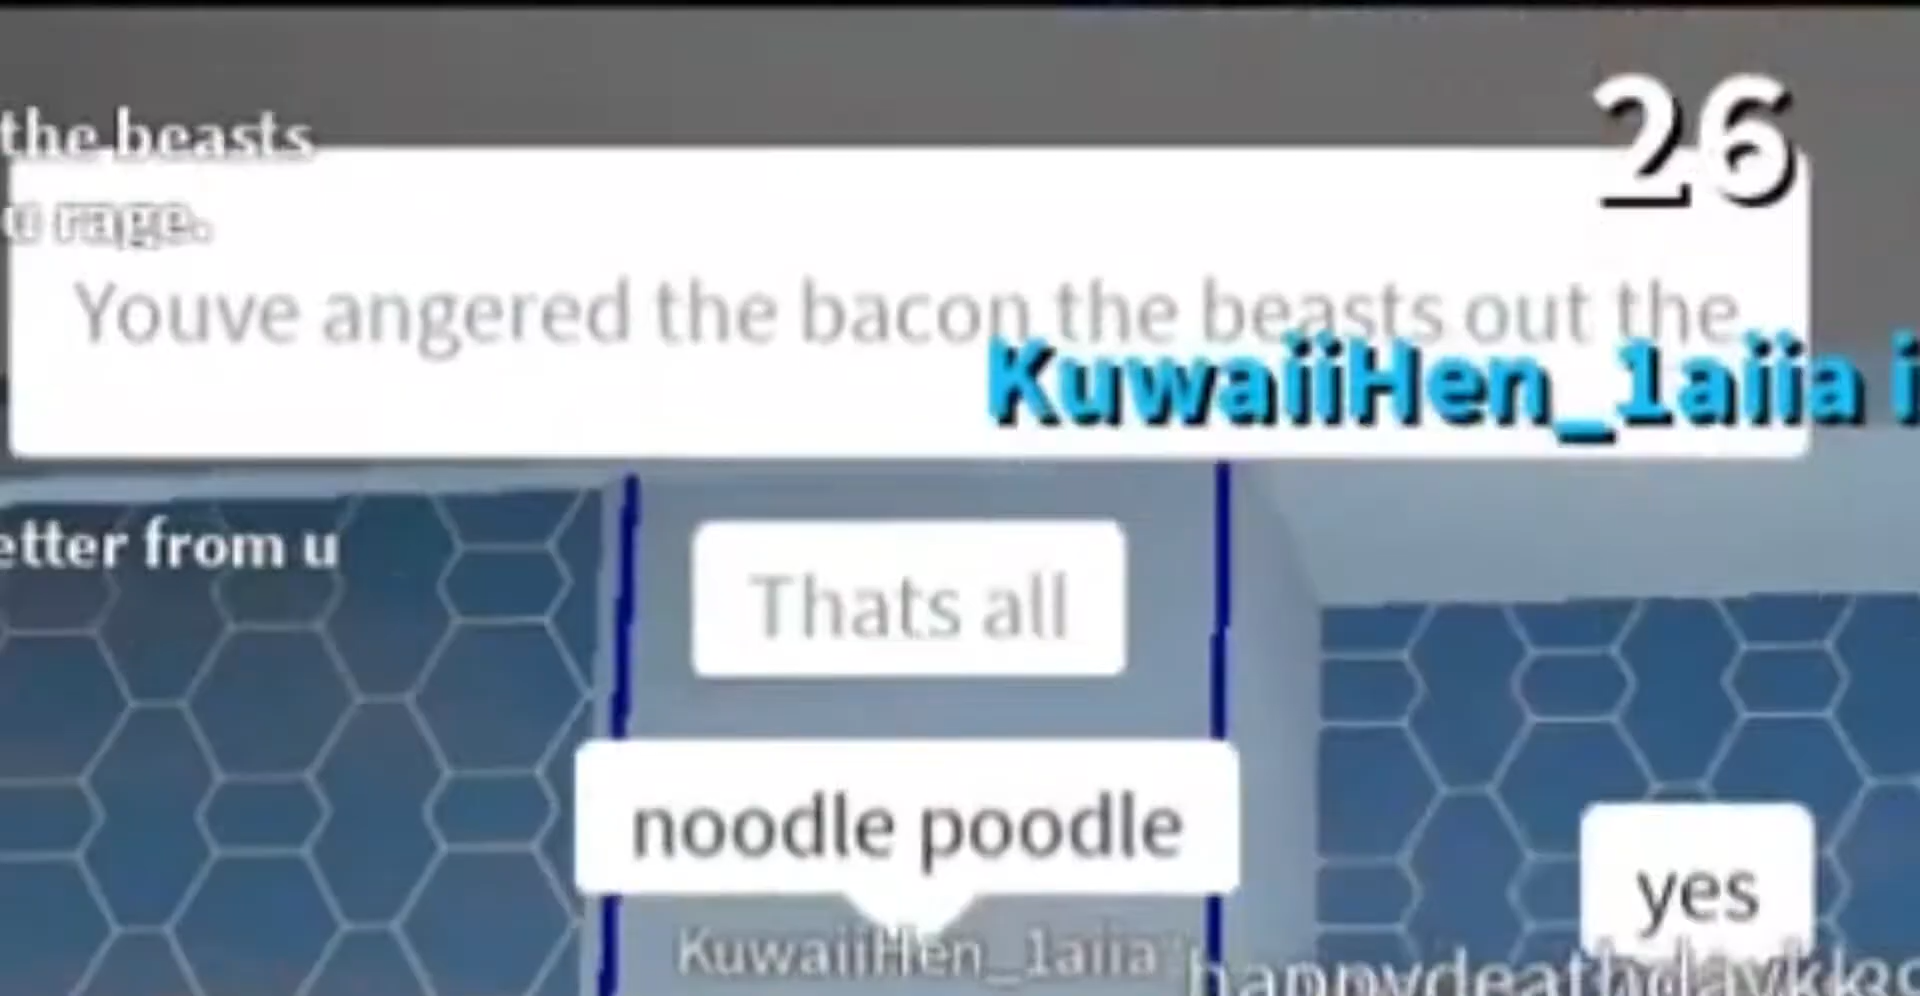 26
the beasts
rage.
Youve angered the bacon the beasts out the
KuwaiiHen_1aiia
etter from u
Thats all
noodle poodle
yes
KuwaiiHen_1aiia